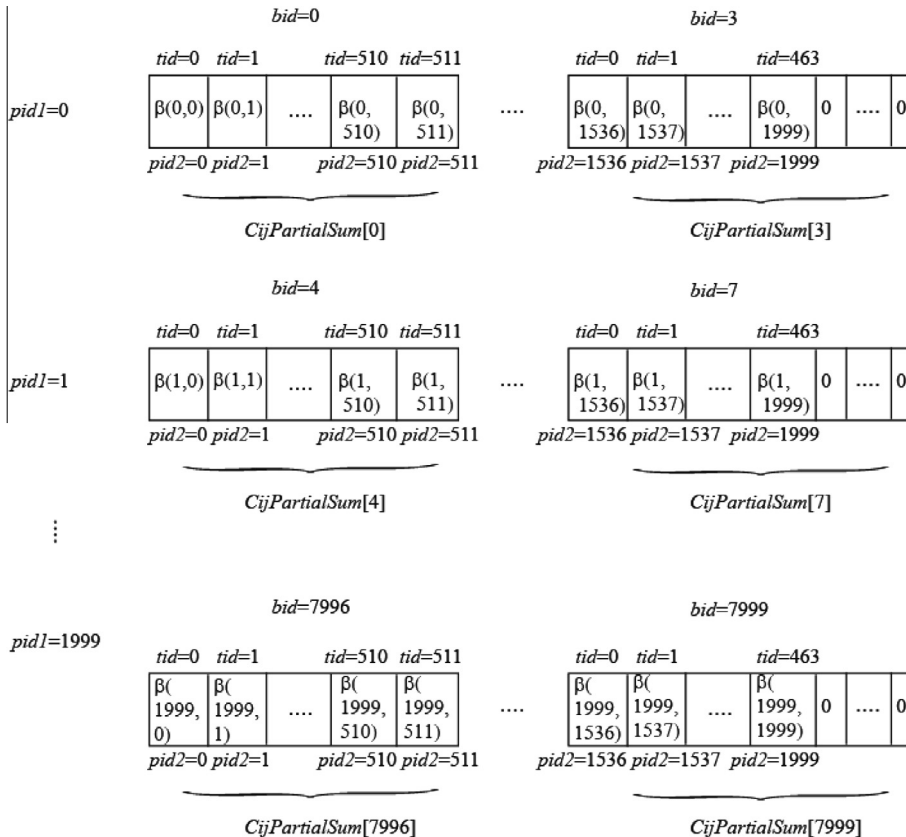 bid=0 bid=3
tid=0 tid=1 tid=510 tid=511 tid=0 tid=1 tid=463
pid1=0 β(0,0) β(0,1) .... β(0, 510) β(0, 511) .... β(0, 1536) β(0, 1537) .... β(0, 1999) 0 .... 0
pid2=0 pid2=1 pid2=510 pid2=511 pid2=1536 pid2=1537 pid2=1999
CijPartialSum[0] CijPartialSum[3]
bid=4 bid=7
tid=0 tid=1 tid=510 tid=511 tid=0 tid=1 tid=463
pid1=1 β(1,0) β(1,1) .... β(1, 510) β(1, 511) .... β(1, 1536) β(1, 1537) .... β(1, 1999) 0 .... 0
pid2=0 pid2=1 pid2=510 pid2=511 pid2=1536 pid2=1537 pid2=1999
CijPartialSum[4] CijPartialSum[7]
....
bid=7996 bid=7999
pid1=1999
tid=0 tid=1 tid=510 tid=511 tid=0 tid=1 tid=463
β( 1999, 0) β( 1999, 1) .... β( 1999, 510) β( 1999, 511) .... β( 1999, 1536) β( 1999, 1537) .... β( 1999, 1999) 0 .... 0
pid2=0 pid2=1 pid2=510 pid2=511 pid2=1536 pid2=1537 pid2=1999
CijPartialSum[7996] CijPartialSum[7999]